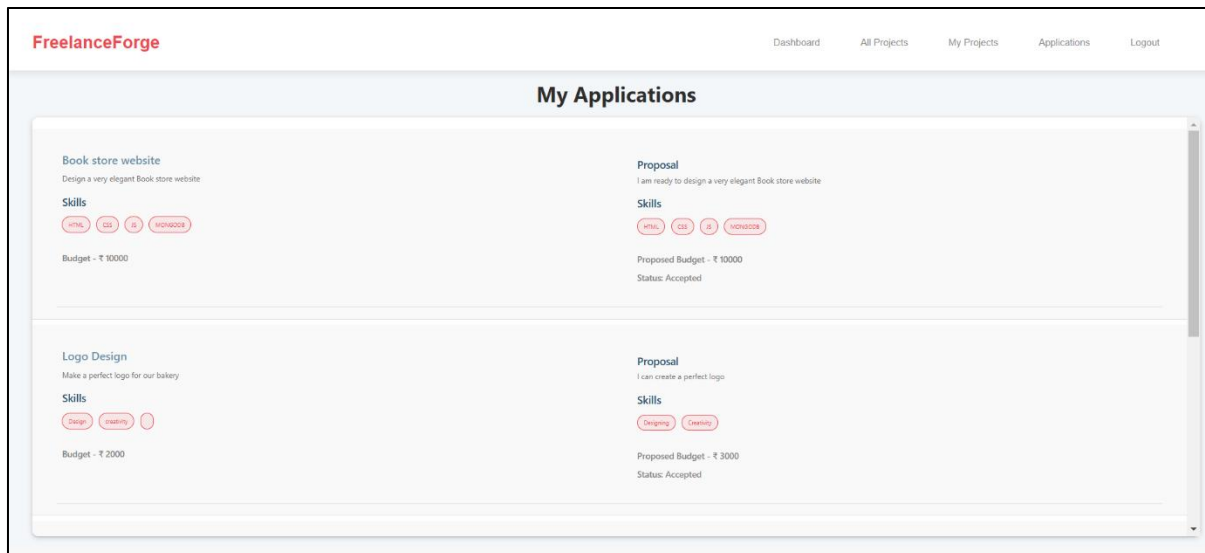 FreelanceForge
Dashboard All Projects My Projects Applications Logout
My Applications
Book store website
Design a very elegant Book store website
Skills
HTML CSS JS MONGODB
Budget - ₹ 10000
Proposal
I am ready to design a very elegant Book store website
Skills
HTML CSS JS MONGODB
Proposed Budget - ₹ 10000
Status: Accepted
Logo Design
Make a perfect logo for our bakery
Skills
Design creativity
Budget - ₹ 2000
Proposal
I can create a perfect logo
Skills
Designing Creativity
Proposed Budget - ₹ 3000
Status: Accepted